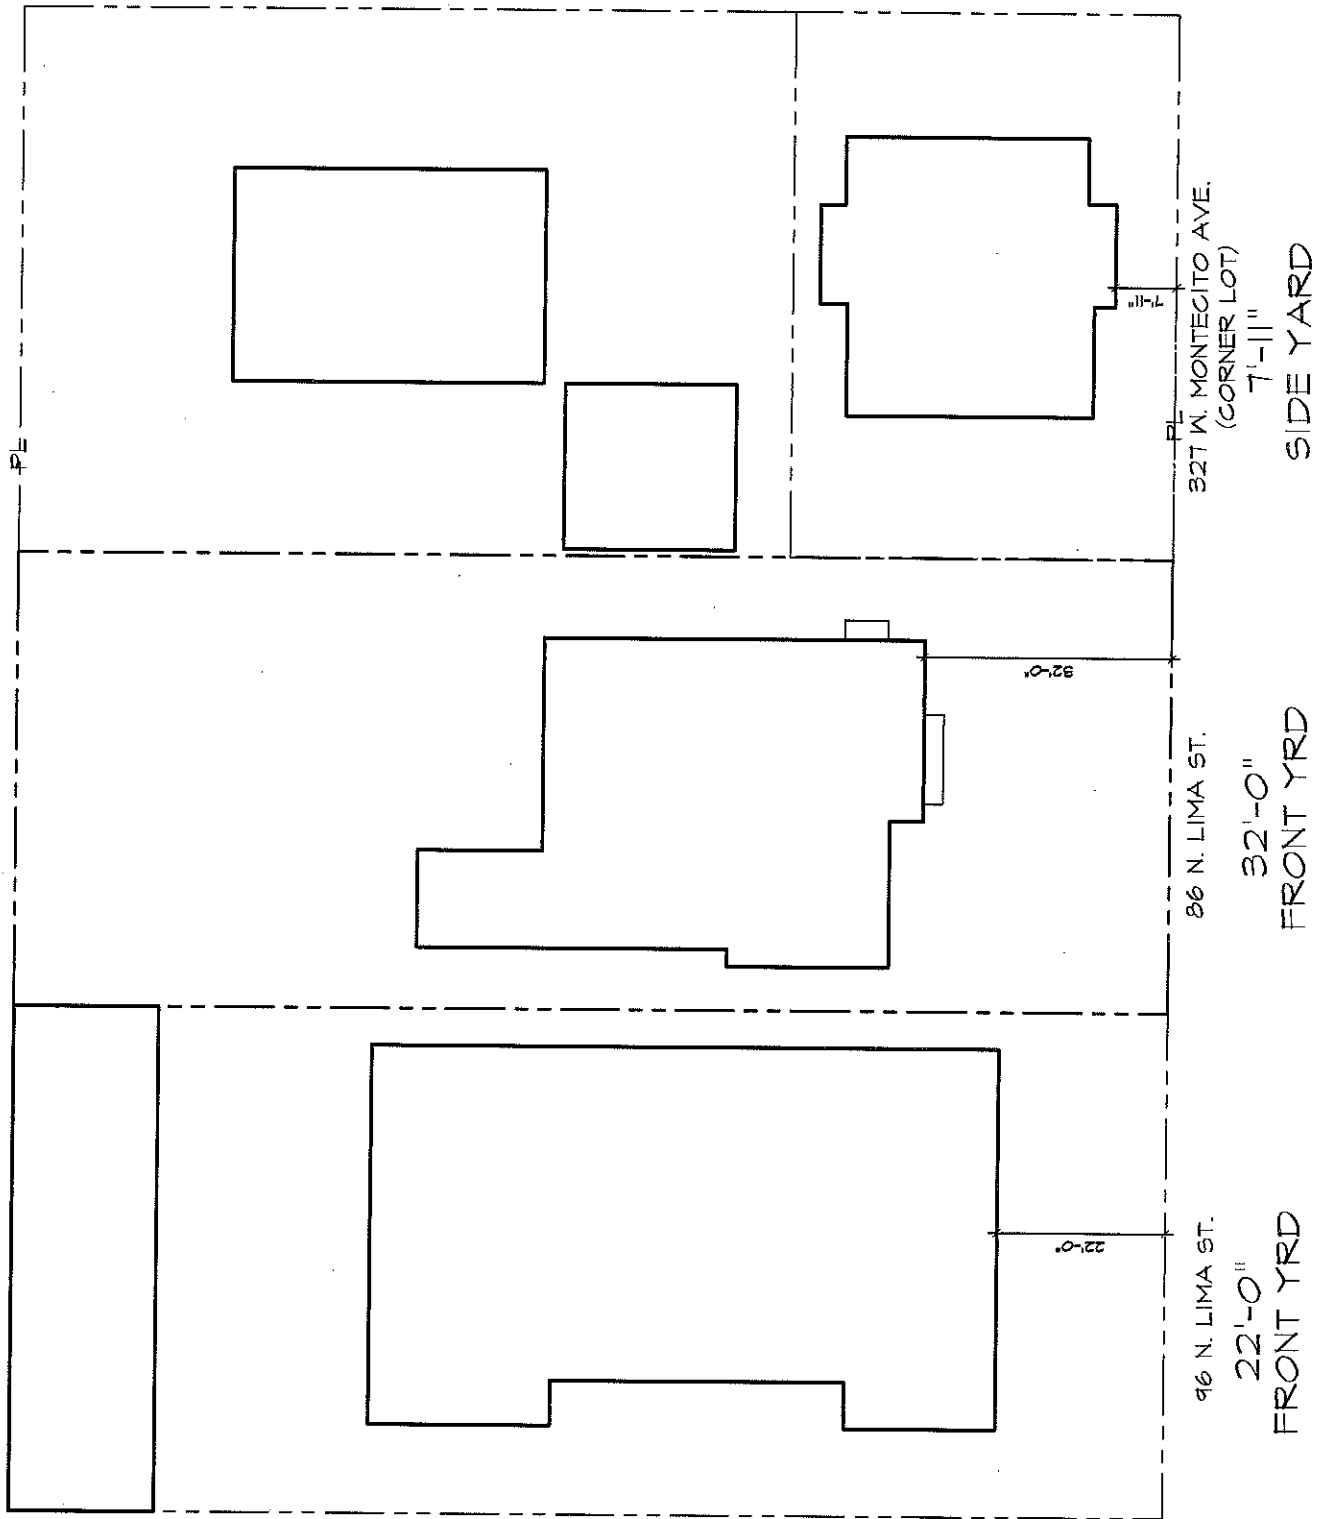 PL
96 N. LIMA ST.
22'-0"
FRONT YRD
22'-0"
86 N. LIMA ST.
32'-0"
FRONT YRD
32'-0"
327 W. MONTECITO AVE.
(CORNER LOT)
7'-11"
SIDE YARD
7'-11"
PL